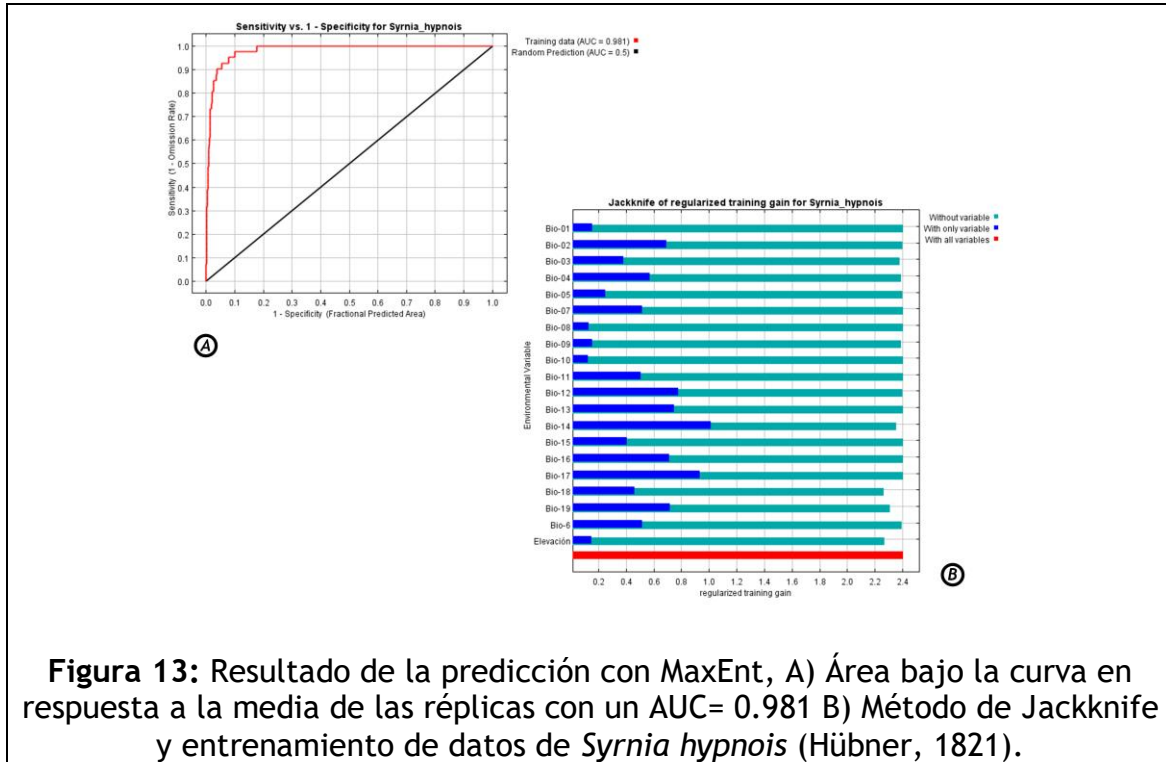 Sensitivity vs. 1 - Specificity for Syrnia_hypnois
Training data (AUC = 0.981)
Random Prediction (AUC = 0.5)
Sensitivity (1 - Omission Rate)
1.0
0.9
0.8
0.7
0.6
0.5
0.4
0.3
0.2
0.1
0.0
0.0 0.1 0.2 0.3 0.4 0.5 0.6 0.7 0.8 0.9 1.0
1 - Specificity (Fractional Predicted Area)
A
Jackknife of regularized training gain for Syrnia_hypnois
Without variable
With only variable
With all variables
Environmental Variable
Bio-01
Bio-02
Bio-03
Bio-04
Bio-05
Bio-07
Bio-08
Bio-09
Bio-10
Bio-11
Bio-12
Bio-13
Bio-14
Bio-15
Bio-16
Bio-17
Bio-18
Bio-19
Bio-6
Elevación
0.2 0.4 0.6 0.8 1.0 1.2 1.4 1.6 1.8 2.0 2.2 2.4
regularized training gain
B
Figura 13: Resultado de la predicción con MaxEnt, A) Área bajo la curva en
respuesta a la media de las réplicas con un AUC= 0.981 B) Método de Jackknife
y entrenamiento de datos de Syrnia hypnois (Hübner, 1821).